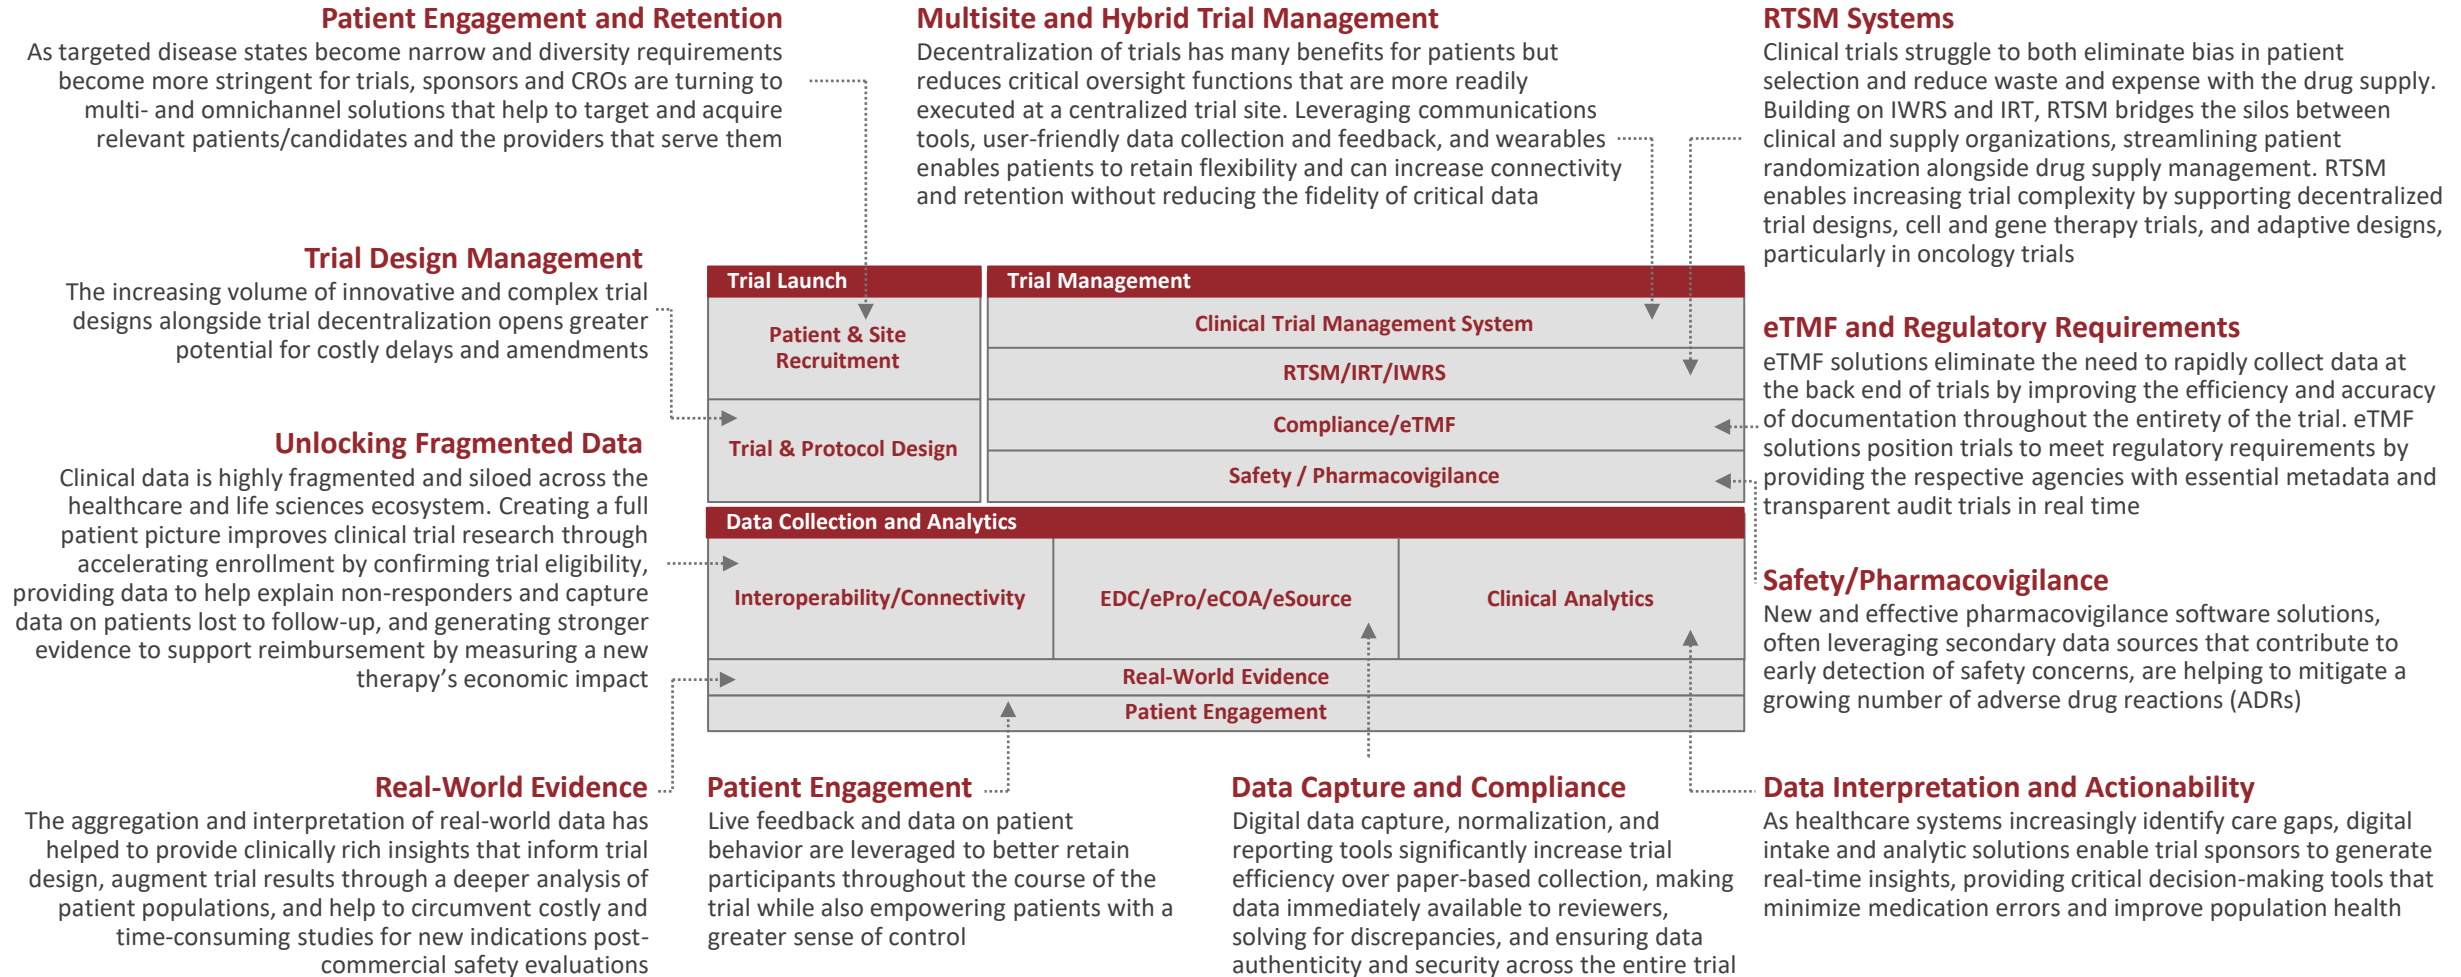 Patient Engagement and Retention
As targeted disease states become narrow and diversity requirements
become more stringent for trials, sponsors and CROs are turning to
multi- and omnichannel solutions that help to target and acquire
relevant patients/candidates and the providers that serve them
Multisite and Hybrid Trial Management
Decentralization of trials has many benefits for patients but
reduces critical oversight functions that are more readily
executed at a centralized trial site. Leveraging communications
tools, user-friendly data collection and feedback, and wearables
enables patients to retain flexibility and can increase connectivity
and retention without reducing the fidelity of critical data
RTSM Systems
Clinical trials struggle to both eliminate bias in patient
selection and reduce waste and expense with the drug supply.
Building on IWRS and IRT, RTSM bridges the silos between
clinical and supply organizations, streamlining patient
randomization alongside drug supply management. RTSM
enables increasing trial complexity by supporting decentralized
trial designs, cell and gene therapy trials, and adaptive designs,
particularly in oncology trials
Trial Design Management
The increasing volume of innovative and complex trial
designs alongside trial decentralization opens greater
potential for costly delays and amendments
Unlocking Fragmented Data
Clinical data is highly fragmented and siloed across the
healthcare and life sciences ecosystem. Creating a full
patient picture improves clinical trial research through
accelerating enrollment by confirming trial eligibility,
providing data to help explain non-responders and capture
data on patients lost to follow-up, and generating stronger
evidence to support reimbursement by measuring a new
therapy's economic impact
Trial Launch
Patient & Site
Recruitment
Trial & Protocol Design
Trial Management
Clinical Trial Management System
RTSM/IRT/IWRS
Compliance/eTMF
Safety / Pharmacovigilance
Data Collection and Analytics
Interoperability/Connectivity
EDC/ePro/eCOA/eSource
Clinical Analytics
Real-World Evidence
Patient Engagement
eTMF and Regulatory Requirements
eTMF solutions eliminate the need to rapidly collect data at
the back end of trials by improving the efficiency and accuracy
of documentation throughout the entirety of the trial. eTMF
solutions position trials to meet regulatory requirements by
providing the respective agencies with essential metadata and
transparent audit trials in real time
Safety/Pharmacovigilance
New and effective pharmacovigilance software solutions,
often leveraging secondary data sources that contribute to
early detection of safety concerns, are helping to mitigate a
growing number of adverse drug reactions (ADRs)
Real-World Evidence
The aggregation and interpretation of real-world data has
helped to provide clinically rich insights that inform trial
design, augment trial results through a deeper analysis of
patient populations, and help to circumvent costly and
time-consuming studies for new indications post-
commercial safety evaluations
Patient Engagement
Live feedback and data on patient
behavior are leveraged to better retain
participants throughout the course of the
trial while also empowering patients with a
greater sense of control
Data Capture and Compliance
Digital data capture, normalization, and
reporting tools significantly increase trial
efficiency over paper-based collection, making
data immediately available to reviewers,
solving for discrepancies, and ensuring data
authenticity and security across the entire trial
Data Interpretation and Actionability
As healthcare systems increasingly identify care gaps, digital
intake and analytic solutions enable trial sponsors to generate
real-time insights, providing critical decision-making tools that
minimize medication errors and improve population health